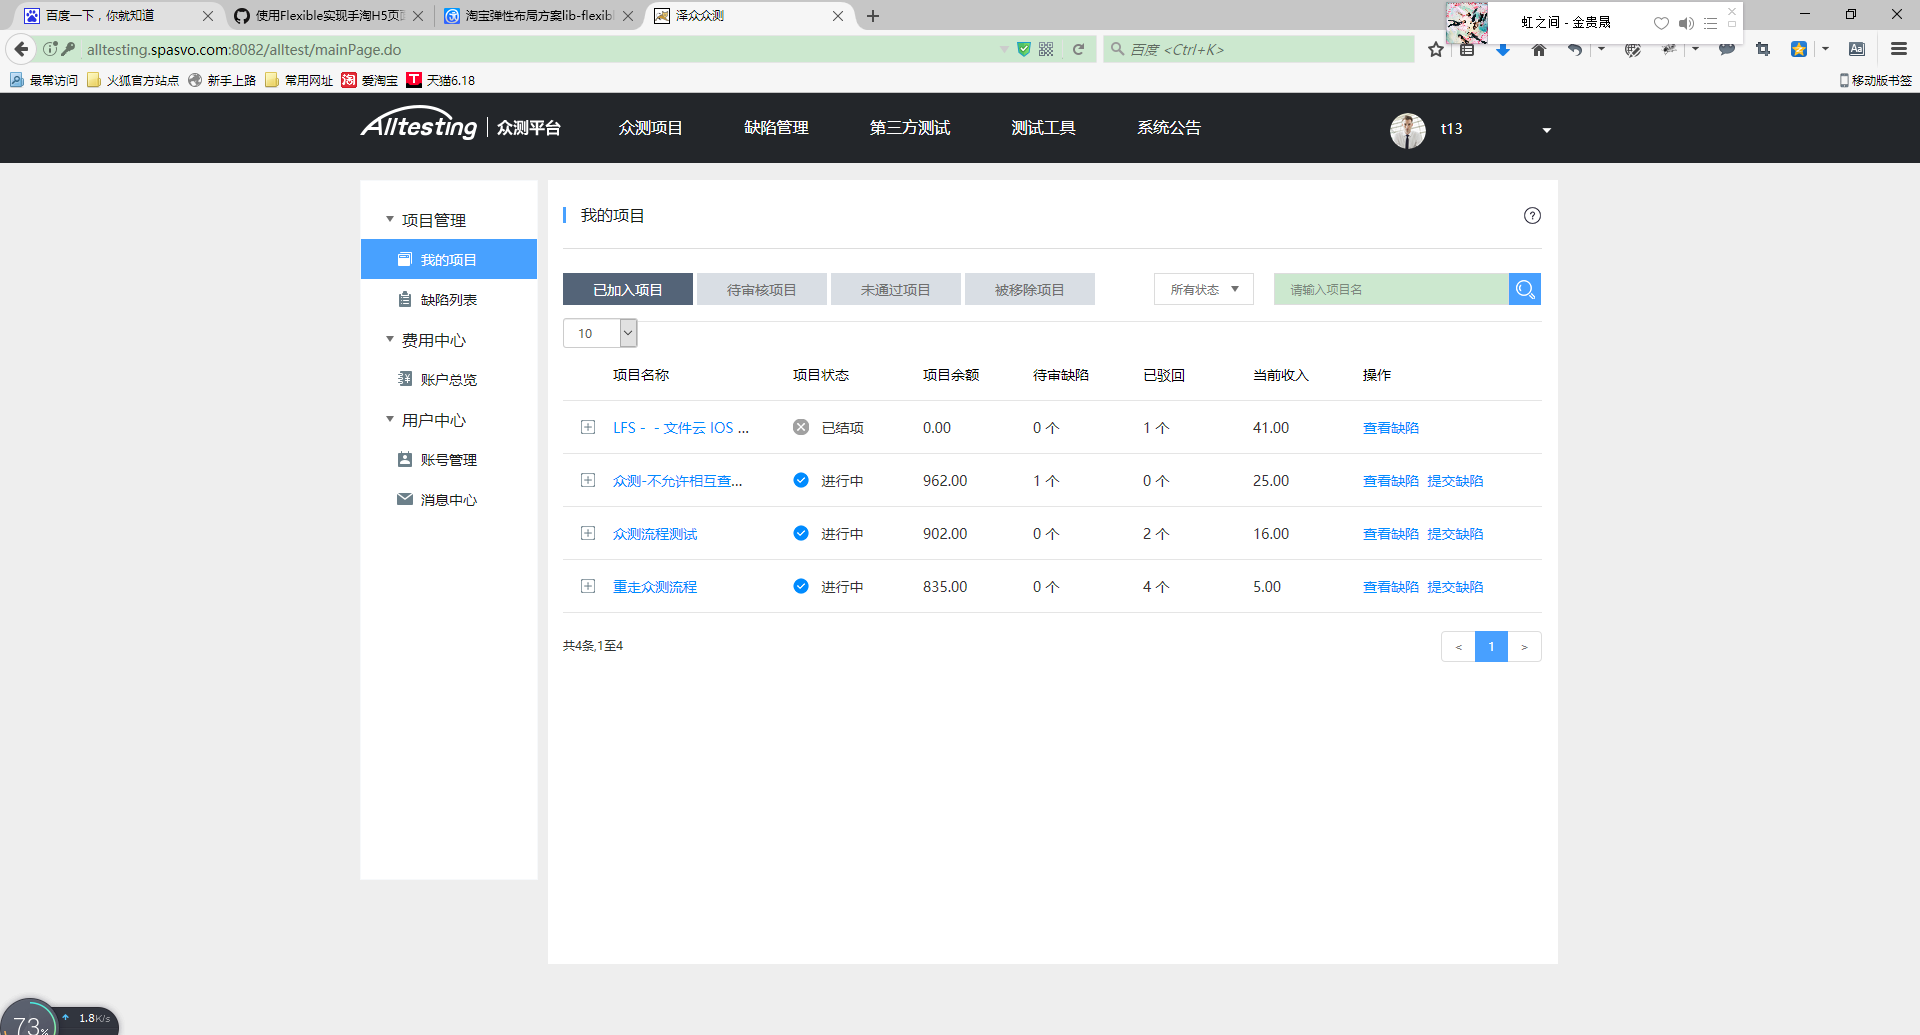 百度一下，你就知道
使用Flexible实现手淘H5页面
淘宝弹性布局方案lib-flexibl
泽众众测
虹之间 - 金贵晟
alltesting.spasvo.com:8082/alltest/mainPage.do
百度 <Ctrl+K>
最常访问 火狐官方站点 新手上路 常用网址 淘 爱淘宝 T 天猫6.18
移动版书签
Alltesting 众测平台 众测项目 缺陷管理 第三方测试 测试工具 系统公告 t13
项目管理
我的项目
缺陷列表
费用中心
账户总览
用户中心
账号管理
消息中心
我的项目
已加入项目 待审核项目 未通过项目 被移除项目 所有状态 请输入项目名
10
项目名称 项目状态 项目余额 待审缺陷 已驳回 当前收入 操作
LFS - - 文件云 IOS ... 已结项 0.00 0 个 1 个 41.00 查看缺陷
众测-不允许相互查... 进行中 962.00 1 个 0 个 25.00 查看缺陷 提交缺陷
众测流程测试 进行中 902.00 0 个 2 个 16.00 查看缺陷 提交缺陷
重走众测流程 进行中 835.00 0 个 4 个 5.00 查看缺陷 提交缺陷
共4条,1至4
< 1 >
73% 1.8K/s